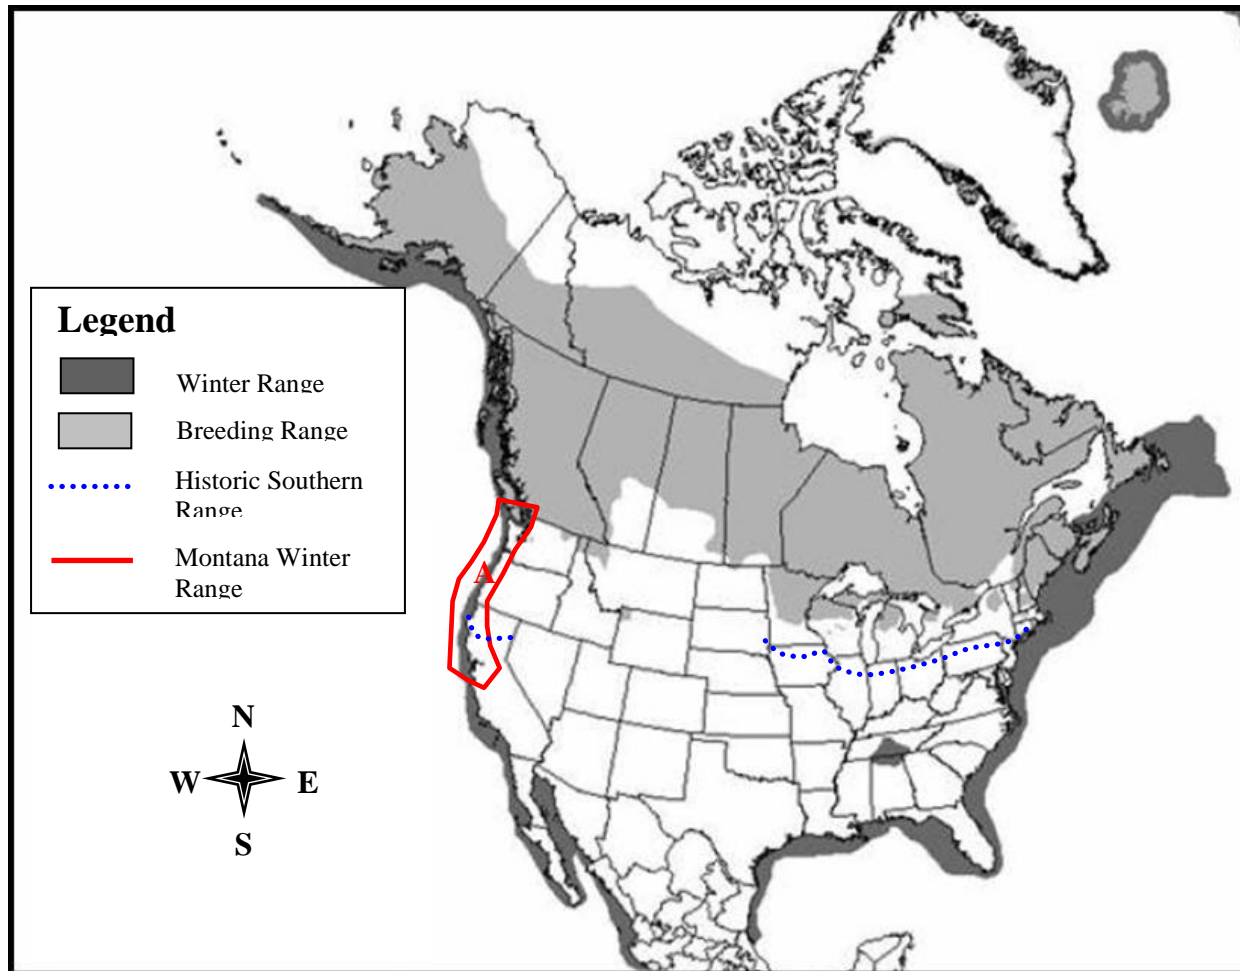 Legend
Winter Range
Breeding Range
Historic Southern
Range
Montana Winter
Range
A
N
W E
S